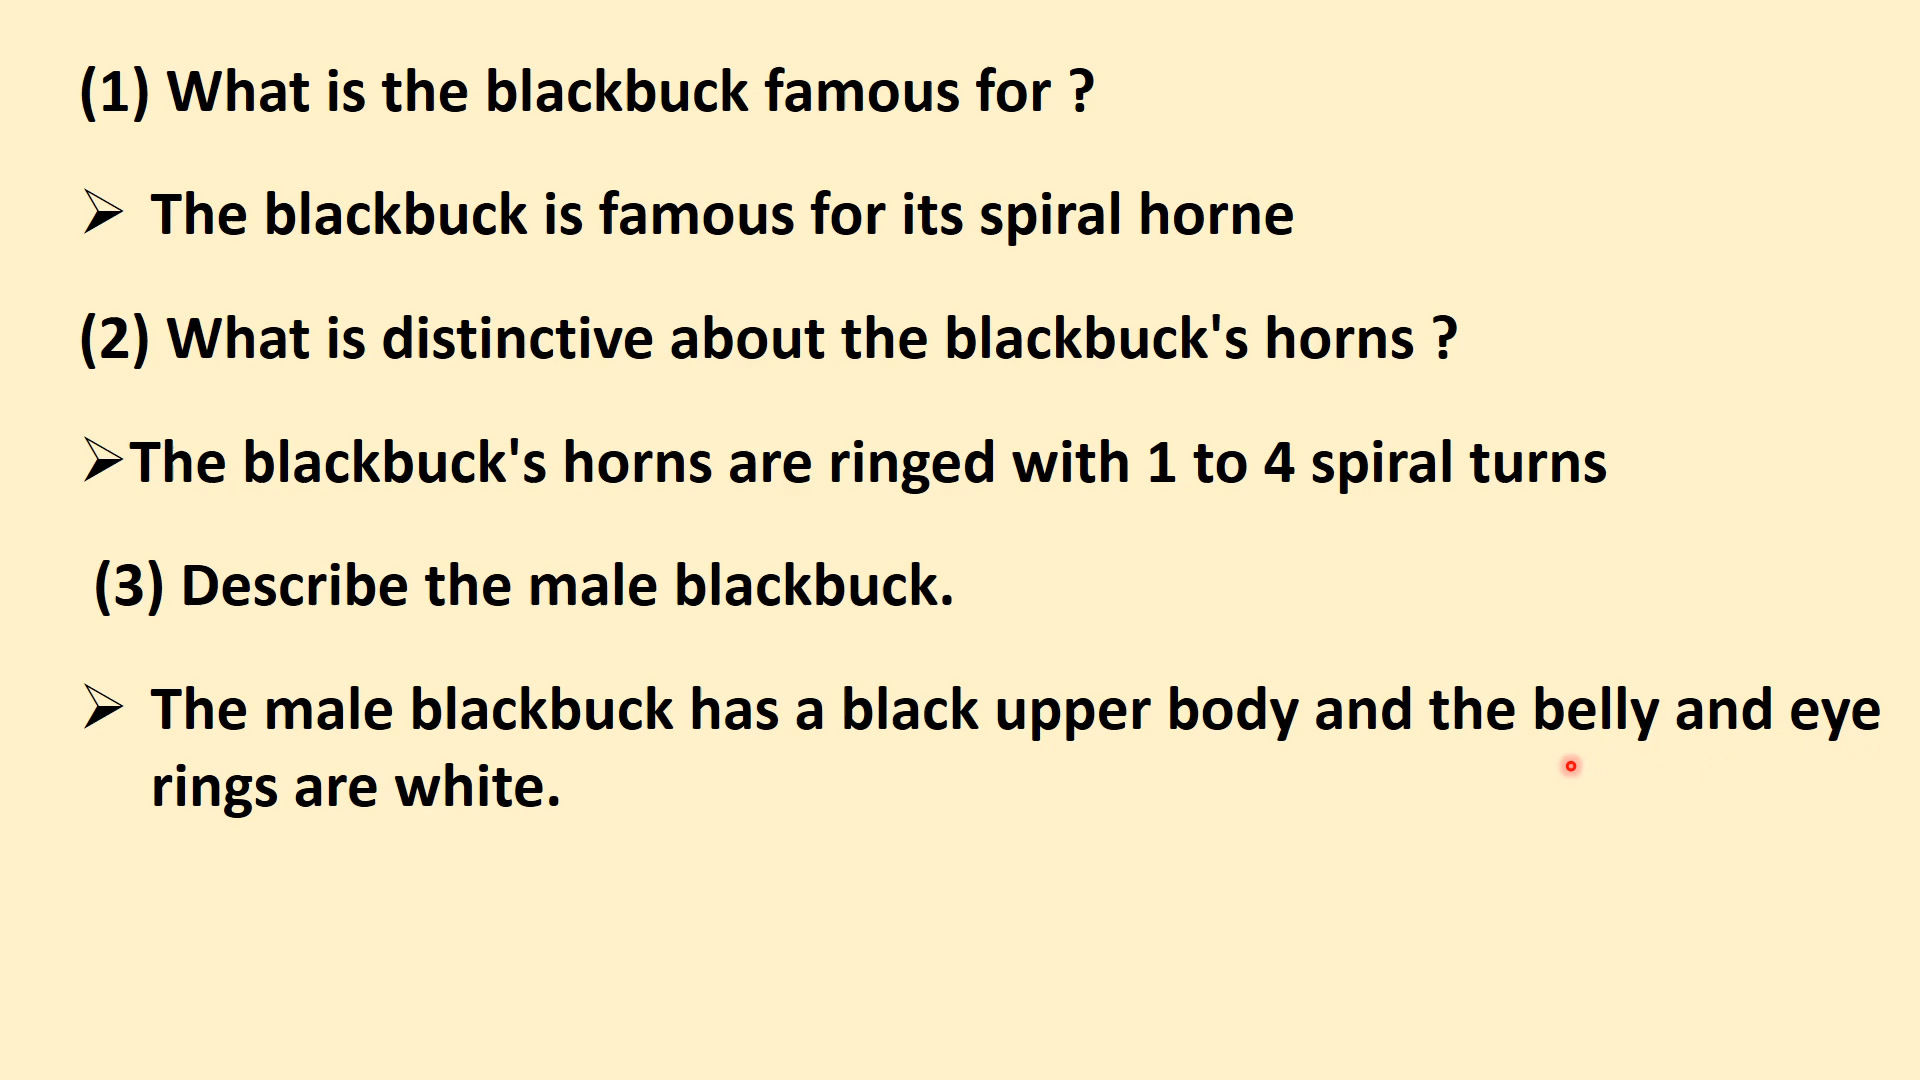 (1) What is the blackbuck famous for ?
➢ The blackbuck is famous for its spiral horne
(2) What is distinctive about the blackbuck's horns ?
➢The blackbuck's horns are ringed with 1 to 4 spiral turns
(3) Describe the male blackbuck.
➢ The male blackbuck has a black upper body and the belly and eye
rings are white.